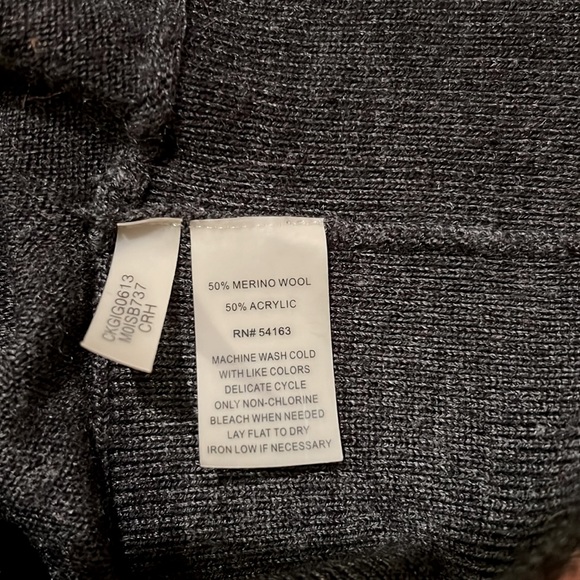 CKGIG0613
M0ISB737
CRH
50% MERINO WOOL
50% ACRYLIC
RN# 54163
MACHINE WASH COLD
WITH LIKE COLORS
DELICATE CYCLE
ONLY NON-CHLORINE
BLEACH WHEN NEEDED
LAY FLAT TO DRY
IRON LOW IF NECESSARY